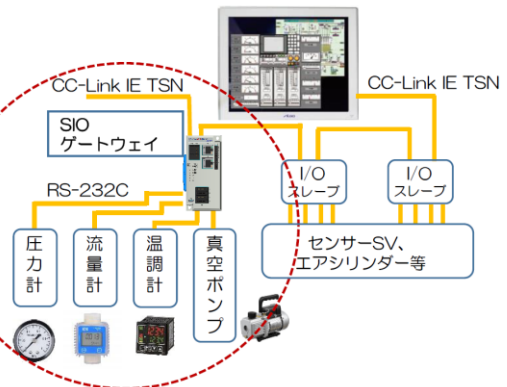 CC-Link IE TSN
CC-Link IE TSN
SIO
ゲートウェイ
I/O
スレーブ
I/O
スレーブ
RS-232C
圧力計
流量計
温調計
真空ポンプ
センサーSV、
エアシリンダー等